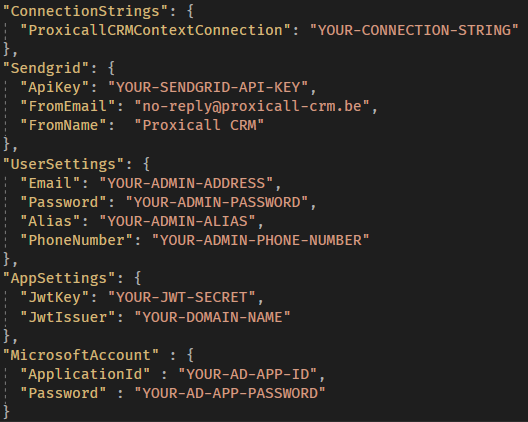 "ConnectionStrings": {
"ProxicallCRMContextConnection": "YOUR-CONNECTION-STRING"
},
"Sendgrid": {
"ApiKey": "YOUR-SENDGRID-API-KEY",
"FromEmail": "no-reply@proxicall-crm.be",
"FromName":  "Proxicall CRM"
},
"UserSettings": {
"Email": "YOUR-ADMIN-ADDRESS",
"Password": "YOUR-ADMIN-PASSWORD",
"Alias": "YOUR-ADMIN-ALIAS",
"PhoneNumber": "YOUR-ADMIN-PHONE-NUMBER"
},
"AppSettings": {
"JwtKey": "YOUR-JWT-SECRET",
"JwtIssuer": "YOUR-DOMAIN-NAME"
},
"MicrosoftAccount" : {
"ApplicationId" : "YOUR-AD-APP-ID",
"Password" : "YOUR-AD-APP-PASSWORD"
}